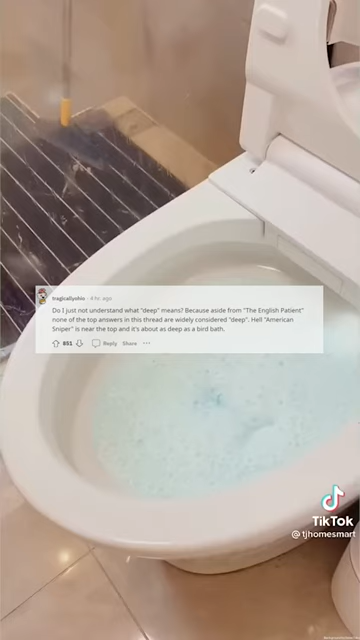 tragicallyohio · 4 hr. ago
Do I just not understand what "deep" means? Because aside from "The English Patient"
none of the top answers in this thread are widely considered "deep". Hell "American
Sniper" is near the top and it's about as deep as a bird bath.
851 Reply Share ...
TikTok
@tjhomesmart